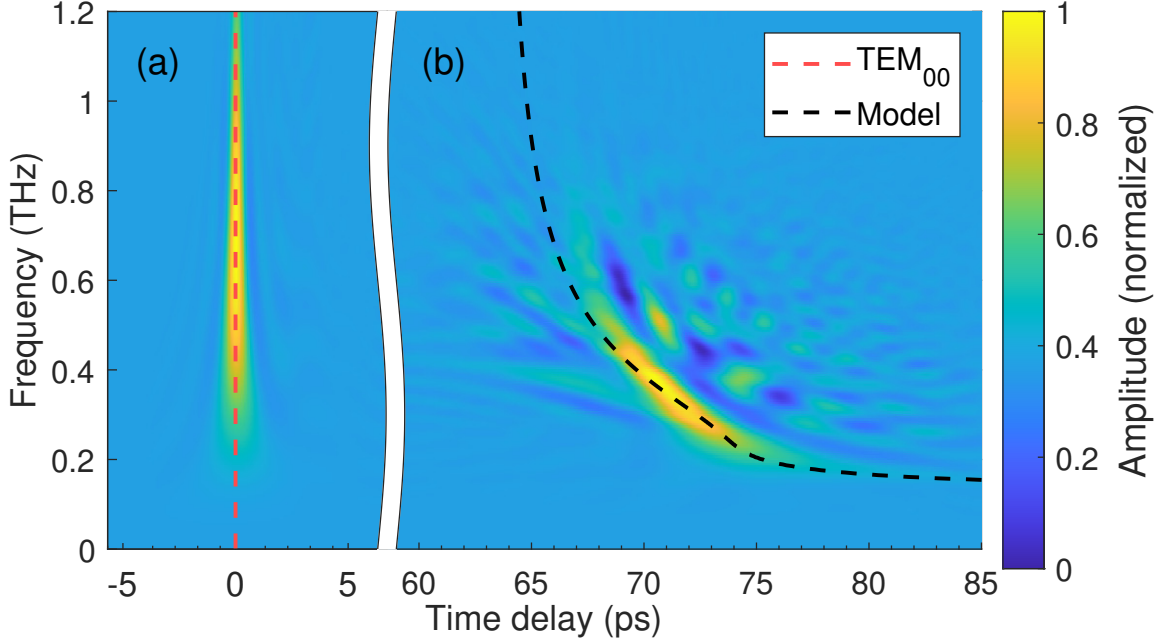 (a)
(b)
TEM₀₀
Model
1.2
1
0.8
0.6
0.4
0.2
0
Frequency (THz)
-5 0 5 60 65 70 75 80 85
Time delay (ps)
1
0.8
0.6
0.4
0.2
0
Amplitude (normalized)